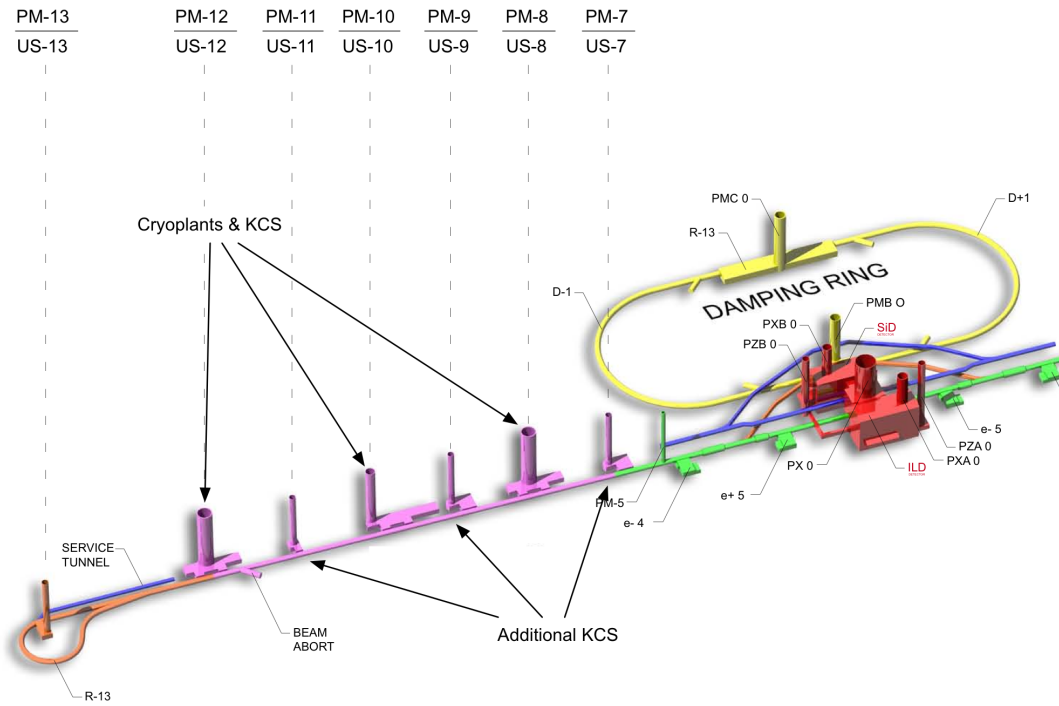 PM-13
US-13
PM-12
US-12
PM-11
US-11
PM-10
US-10
PM-9
US-9
PM-8
US-8
PM-7
US-7
Cryoplants & KCS
PMC 0
D+1
R-13
D-1
DAMPING RING
PMB O
PXB 0
SiD
DETECTOR
PZB 0
e- 5
PZA 0
PXA 0
PX 0
ILD
DETECTOR
e+ 5
PM-5
e- 4
SERVICE
TUNNEL
BEAM
ABORT
Additional KCS
R-13